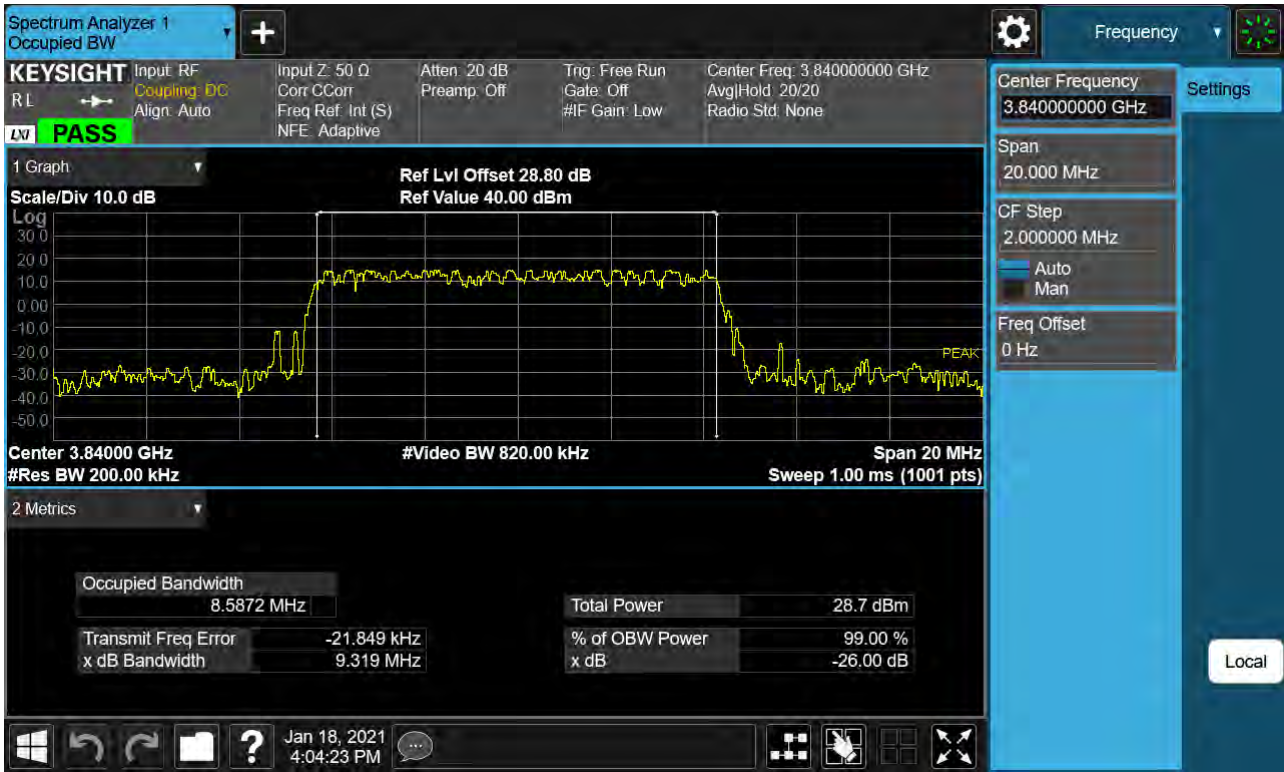 Spectrum Analyzer 1
Occupied BW
+
Frequency
KEYSIGHT
RL
LXI PASS
Input: RF
Coupling: DC
Align: Auto
Input Z: 50 Ω
Corr CCorr
Freq Ref: Int (S)
NFE: Adaptive
Atten: 20 dB
Preamp: Off
Trig: Free Run
Gate: Off
#IF Gain: Low
Center Freq: 3.840000000 GHz
Avg|Hold: 20/20
Radio Std: None
Center Frequency
3.840000000 GHz
Settings
Span
20.000 MHz
CF Step
2.000000 MHz
Auto
Man
Freq Offset
0 Hz
Local
1 Graph
Scale/Div 10.0 dB
Ref Lvl Offset 28.80 dB
Ref Value 40.00 dBm
Log
30.0
20.0
10.0
0.00
-10.0
-20.0
-30.0
-40.0
-50.0
PEAK
Center 3.84000 GHz
#Video BW 820.00 kHz
Span 20 MHz
#Res BW 200.00 kHz
Sweep 1.00 ms (1001 pts)
2 Metrics
Occupied Bandwidth
8.5872 MHz
Total Power 28.7 dBm
Transmit Freq Error -21.849 kHz
% of OBW Power 99.00 %
x dB Bandwidth 9.319 MHz
x dB -26.00 dB
?
Jan 18, 2021
4:04:23 PM